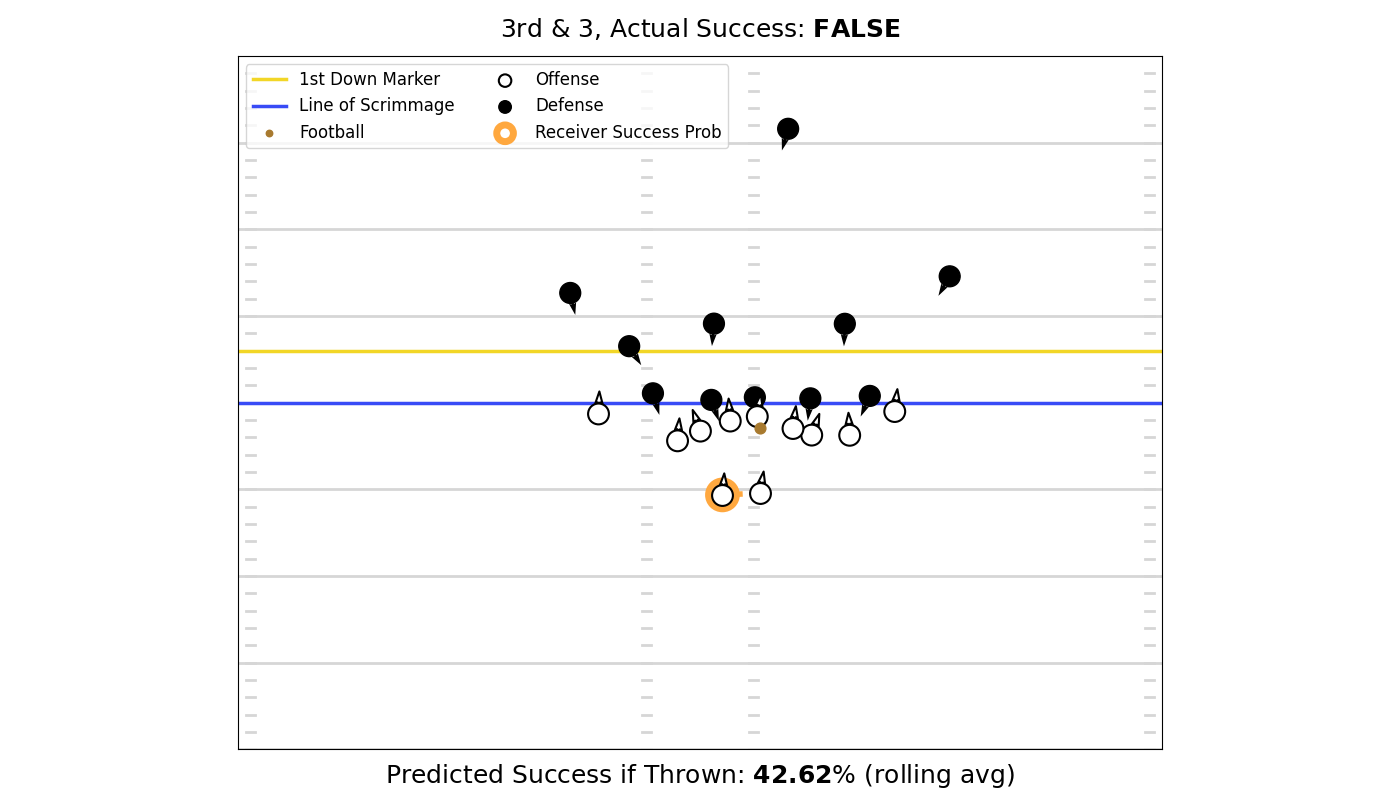 3rd & 3, Actual Success: FALSE
1st Down Marker
Line of Scrimmage
Football
Offense
Defense
Receiver Success Prob
Predicted Success if Thrown: 42.62% (rolling avg)